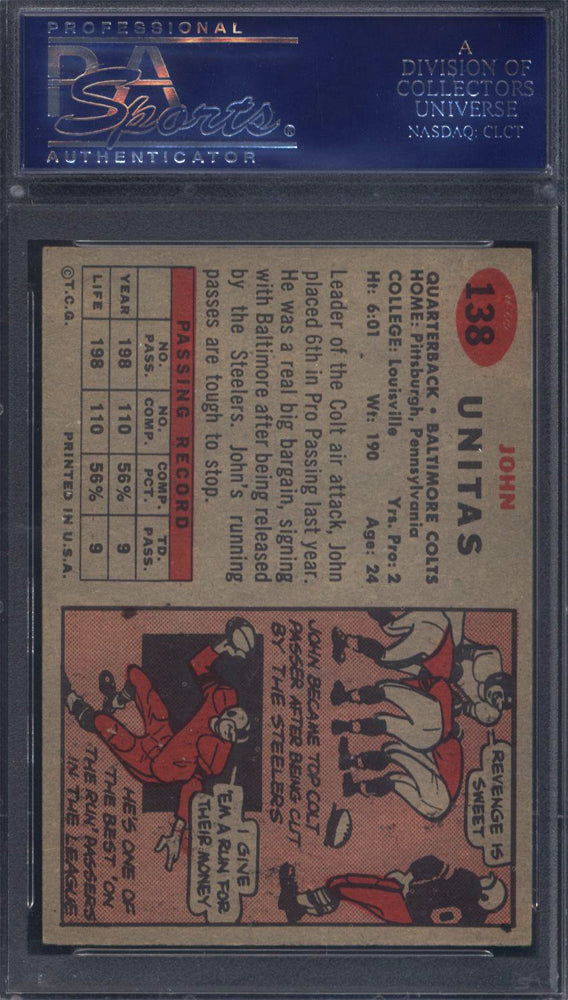 PROFESSIONAL
PSA
Sports
AUTHENTICATOR
A
DIVISION OF
COLLECTORS
UNIVERSE
NASDAQ: CLCT
138
JOHN
UNITAS
QUARTERBACK • BALTIMORE COLTS
HOME: Pittsburgh, Pennsylvania
COLLEGE: Louisville Yrs. Pro: 2
Ht: 6:01 Wt: 190 Age: 24
Leader of the Colt air attack, John
placed 6th in Pro Passing last year.
He was a real big bargain, signing
with Baltimore after being released
by the Steelers. John's running
passes are tough to stop.
PASSING RECORD
NO. PASS. NO. COMP. COMP. PCT. TD. PASS.
YEAR 198 110 56% 9
LIFE 198 110 56% 9
©T.C.G. PRINTED IN U.S.A.
REVENGE IS
SWEET
JOHN BECAME TOP COLT
PASSER AFTER BEING CUT
BY THE STEELERS
I GIVE
'EM A RUN FOR
THEIR MONEY
HE'S ONE OF
THE BEST 'ON
THE RUN' PASSERS
IN THE LEAGUE